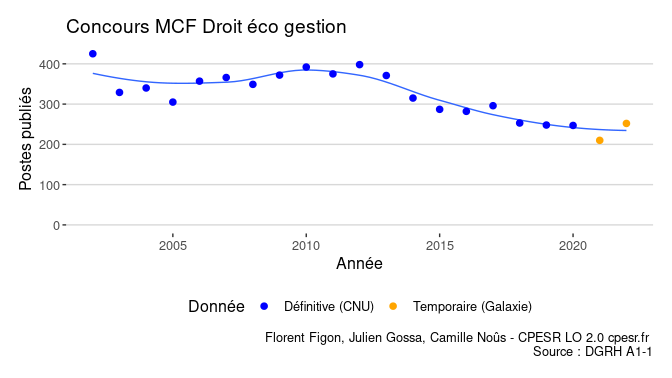 Concours MCF Droit éco gestion
Postes publiés
400
300
200
100
0
2005
2010
2015
2020
Année
Donnée
Définitive (CNU)
Temporaire (Galaxie)
Florent Figon, Julien Gossa, Camille Noûs - CPESR LO 2.0 cpesr.fr
Source : DGRH A1-1